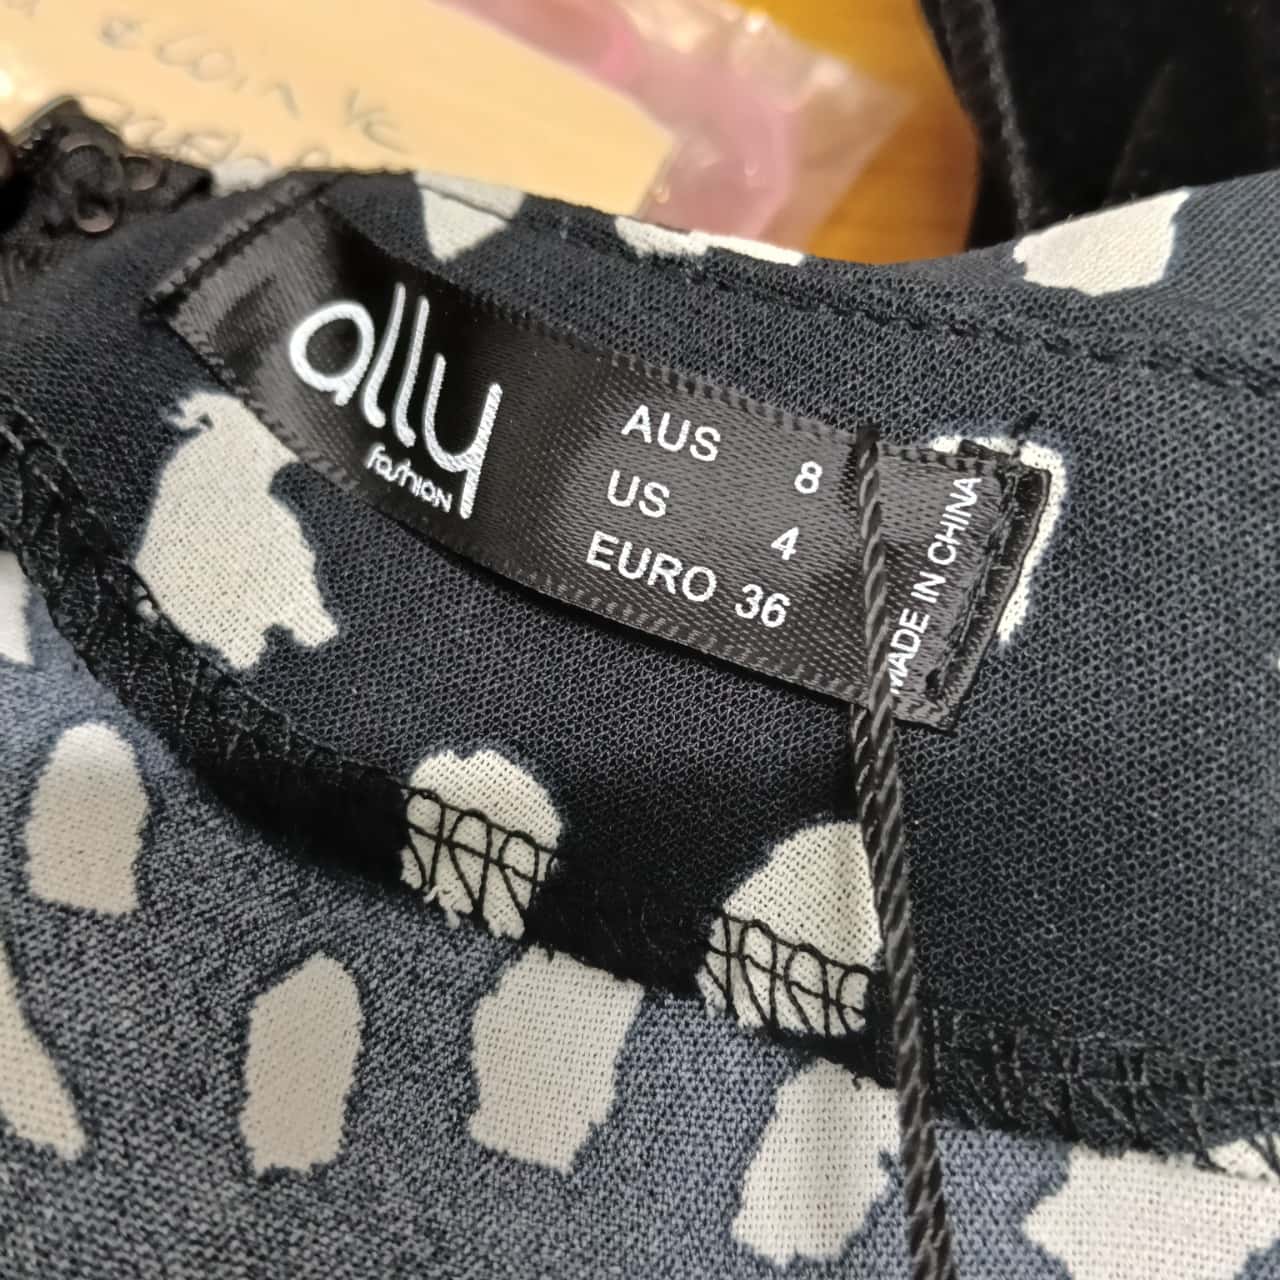 ally
fashion
AUS 8
US 4
EURO 36
MADE IN CHINA